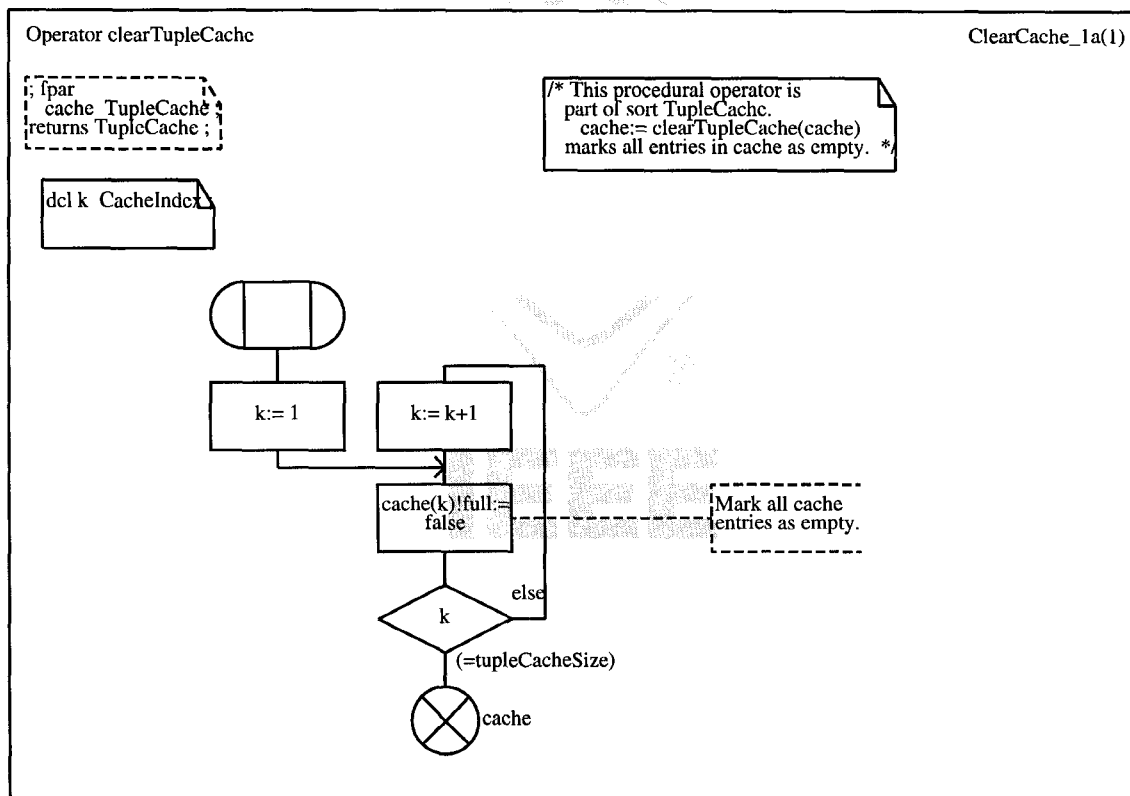 Operator clearTupleCache
ClearCache_1a(1)
; fpar
cache TupleCache ;
returns TupleCache ;
/* This procedural operator is
part of sort TupleCache.
cache:= clearTupleCache(cache)
marks all entries in cache as empty. */
dcl k CacheIndex
k:= 1
k:= k+1
cache(k)!full:=
false
Mark all cache
entries as empty.
else
k
(=tupleCacheSize)
cache